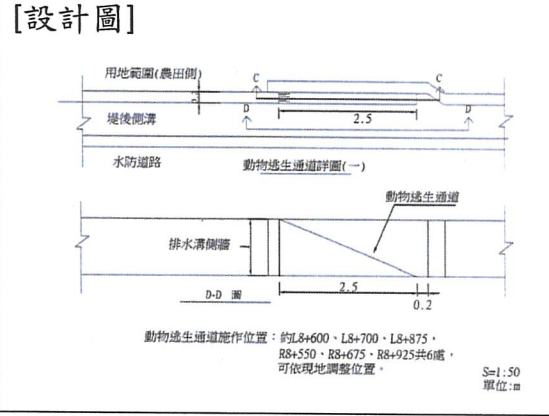 [設計圖]
用地範圍(農田側)
C
C
D
D
堤後側溝
2.5
水防道路
動物逃生通道詳圖(一)
動物逃生通道
排水溝側牆
2.5
0.2
D-D 圖
動物逃生通道施作位置:約L8+600、L8+700、L8+875,
R8+550、R8+675、R8+925共6處,
可依現地調整位置。
S=1:50
單位:m